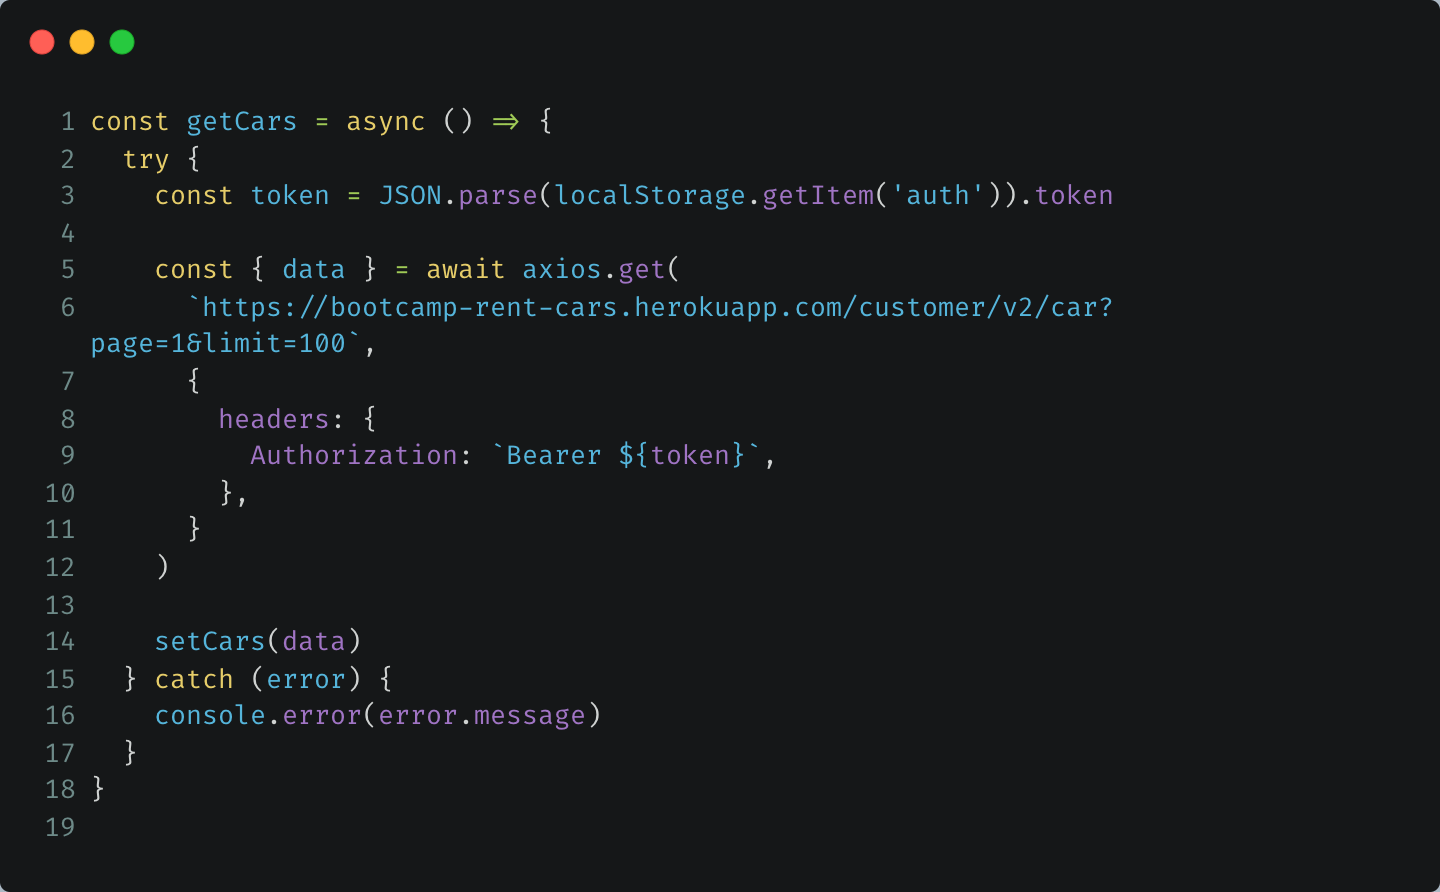 1 const getCars = async () => {
2   try {
3     const token = JSON.parse(localStorage.getItem('auth')).token
4
5     const { data } = await axios.get(
6       `https://bootcamp-rent-cars.herokuapp.com/customer/v2/car?
page=1&limit=100`,
7       {
8         headers: {
9           Authorization: `Bearer ${token}`,
10         },
11       }
12     )
13
14     setCars(data)
15   } catch (error) {
16     console.error(error.message)
17   }
18 }
19